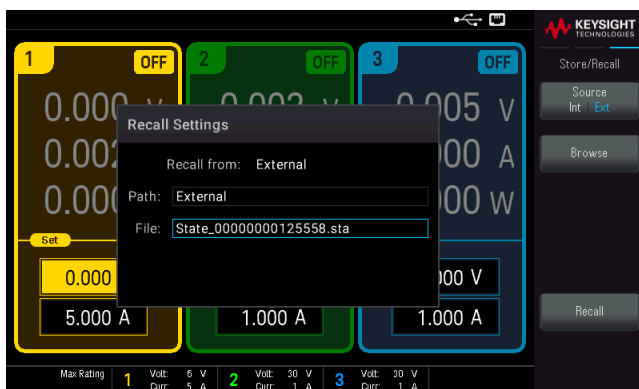 KEYSIGHT
TECHNOLOGIES
1 OFF 2 OFF 3 OFF
Store/Recall
Source
Int Ext
Browse
Recall
0.000 V 0.003 V 0.005 V
A
W
Recall Settings
Recall from: External
Path: External
File: State_00000000125558.sta
Set
0.000 V
5.000 A 1.000 A 1.000 A
Max Rating 1 Volt: 6 V 2 Volt: 30 V 3 Volt: 30 V
Curr: 5 A Curr: 1 A Curr: 1 A